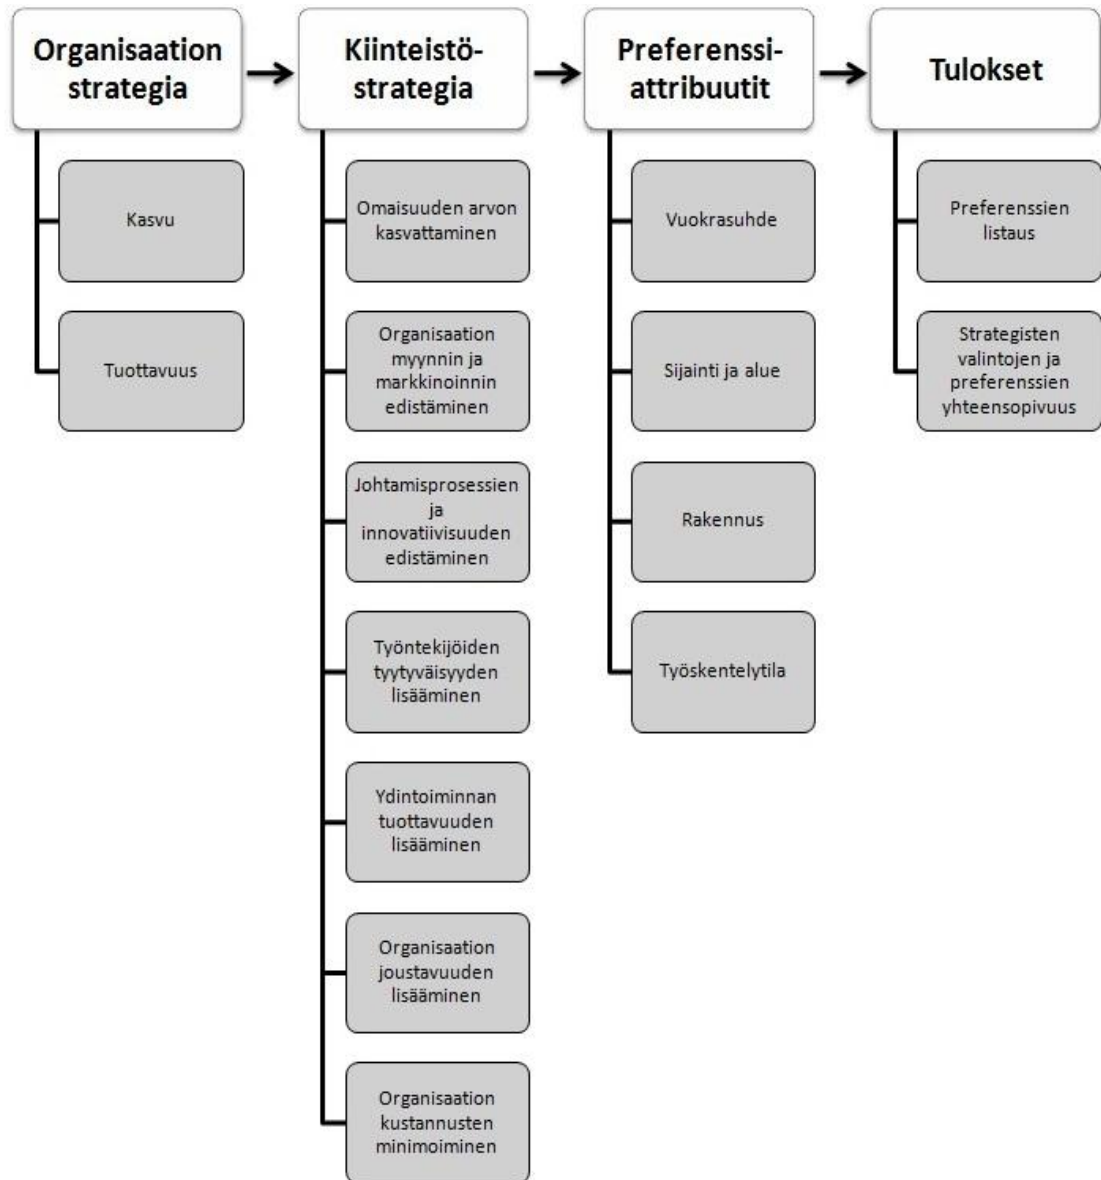 Organisaation
strategia
Kasvu
Tuottavuus
Kiinteistö-
strategia
Omaisuuden arvon
kasvattaminen
Organisaation
myynnin ja
markkinoinnin
edistäminen
Johtamisprosessien
ja
innovatiivisuuden
edistäminen
Työntekijöiden
tyytyväisyyden
lisääminen
Ydintoiminnan
tuottavuuden
lisääminen
Organisaation
joustavuuden
lisääminen
Organisaation
kustannusten
minimoiminen
Preferenssi-
attribuutit
Vuokrasuhde
Sijainti ja alue
Rakennus
Työskentelytila
Tulokset
Preferenssien
listaus
Strategisten
valintojen ja
preferenssien
yhteensopivuus